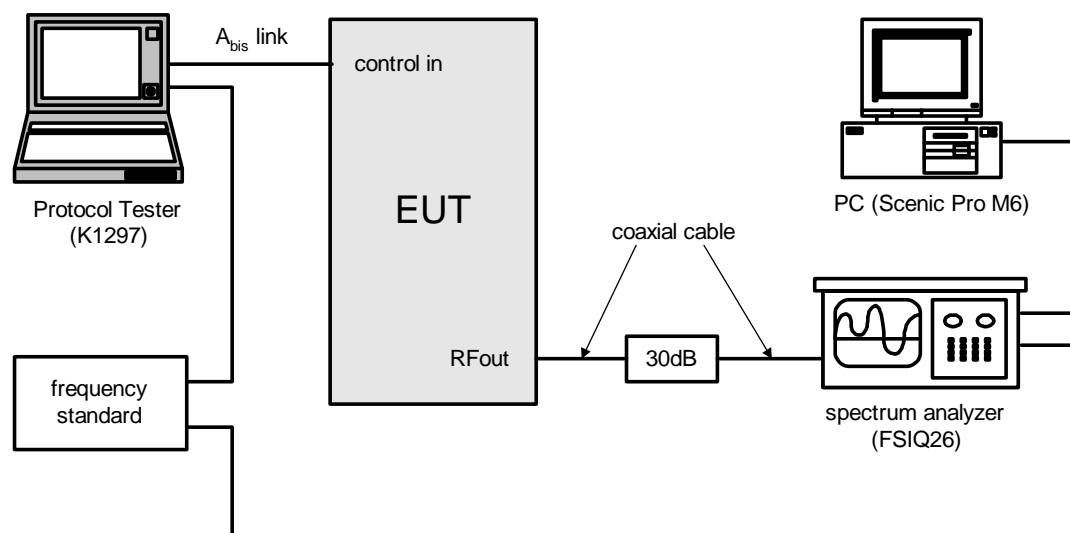 A_bis link
control in
EUT
RFout
Protocol Tester
(K1297)
frequency
standard
coaxial cable
30dB
PC (Scenic Pro M6)
spectrum analyzer
(FSIQ26)